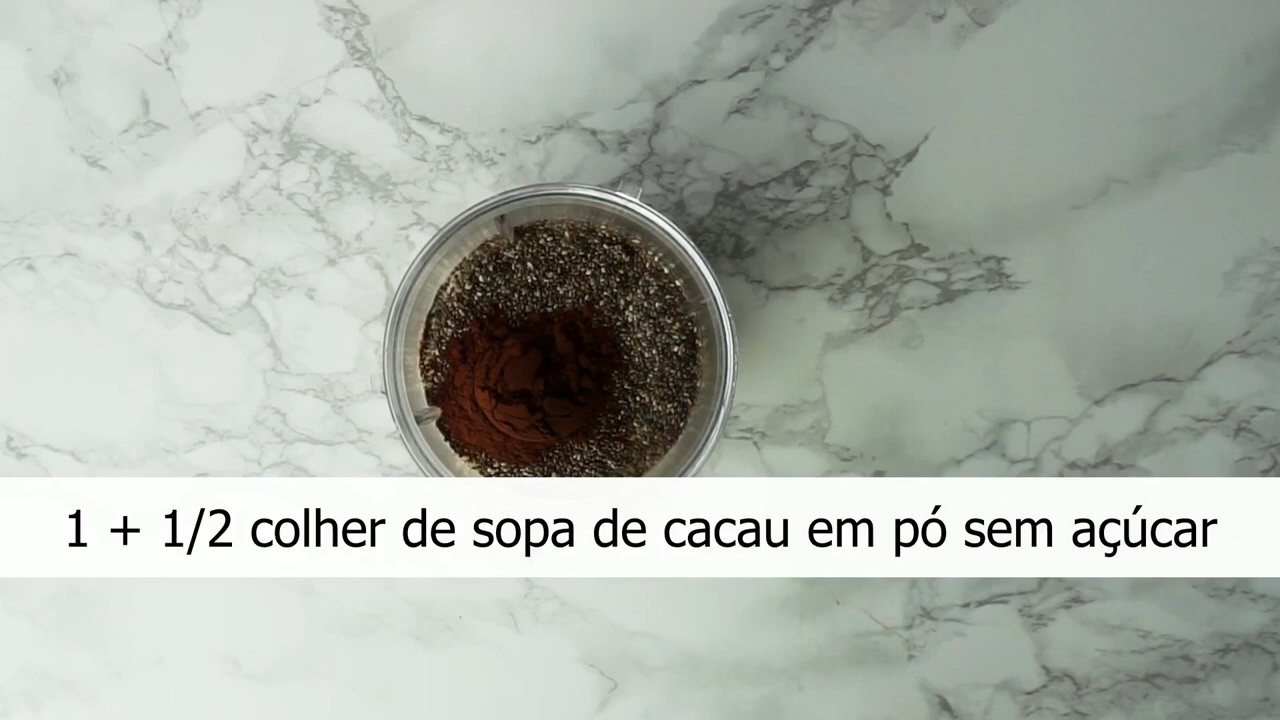 1 + 1/2 colher de sopa de cacau em pó sem açúcar